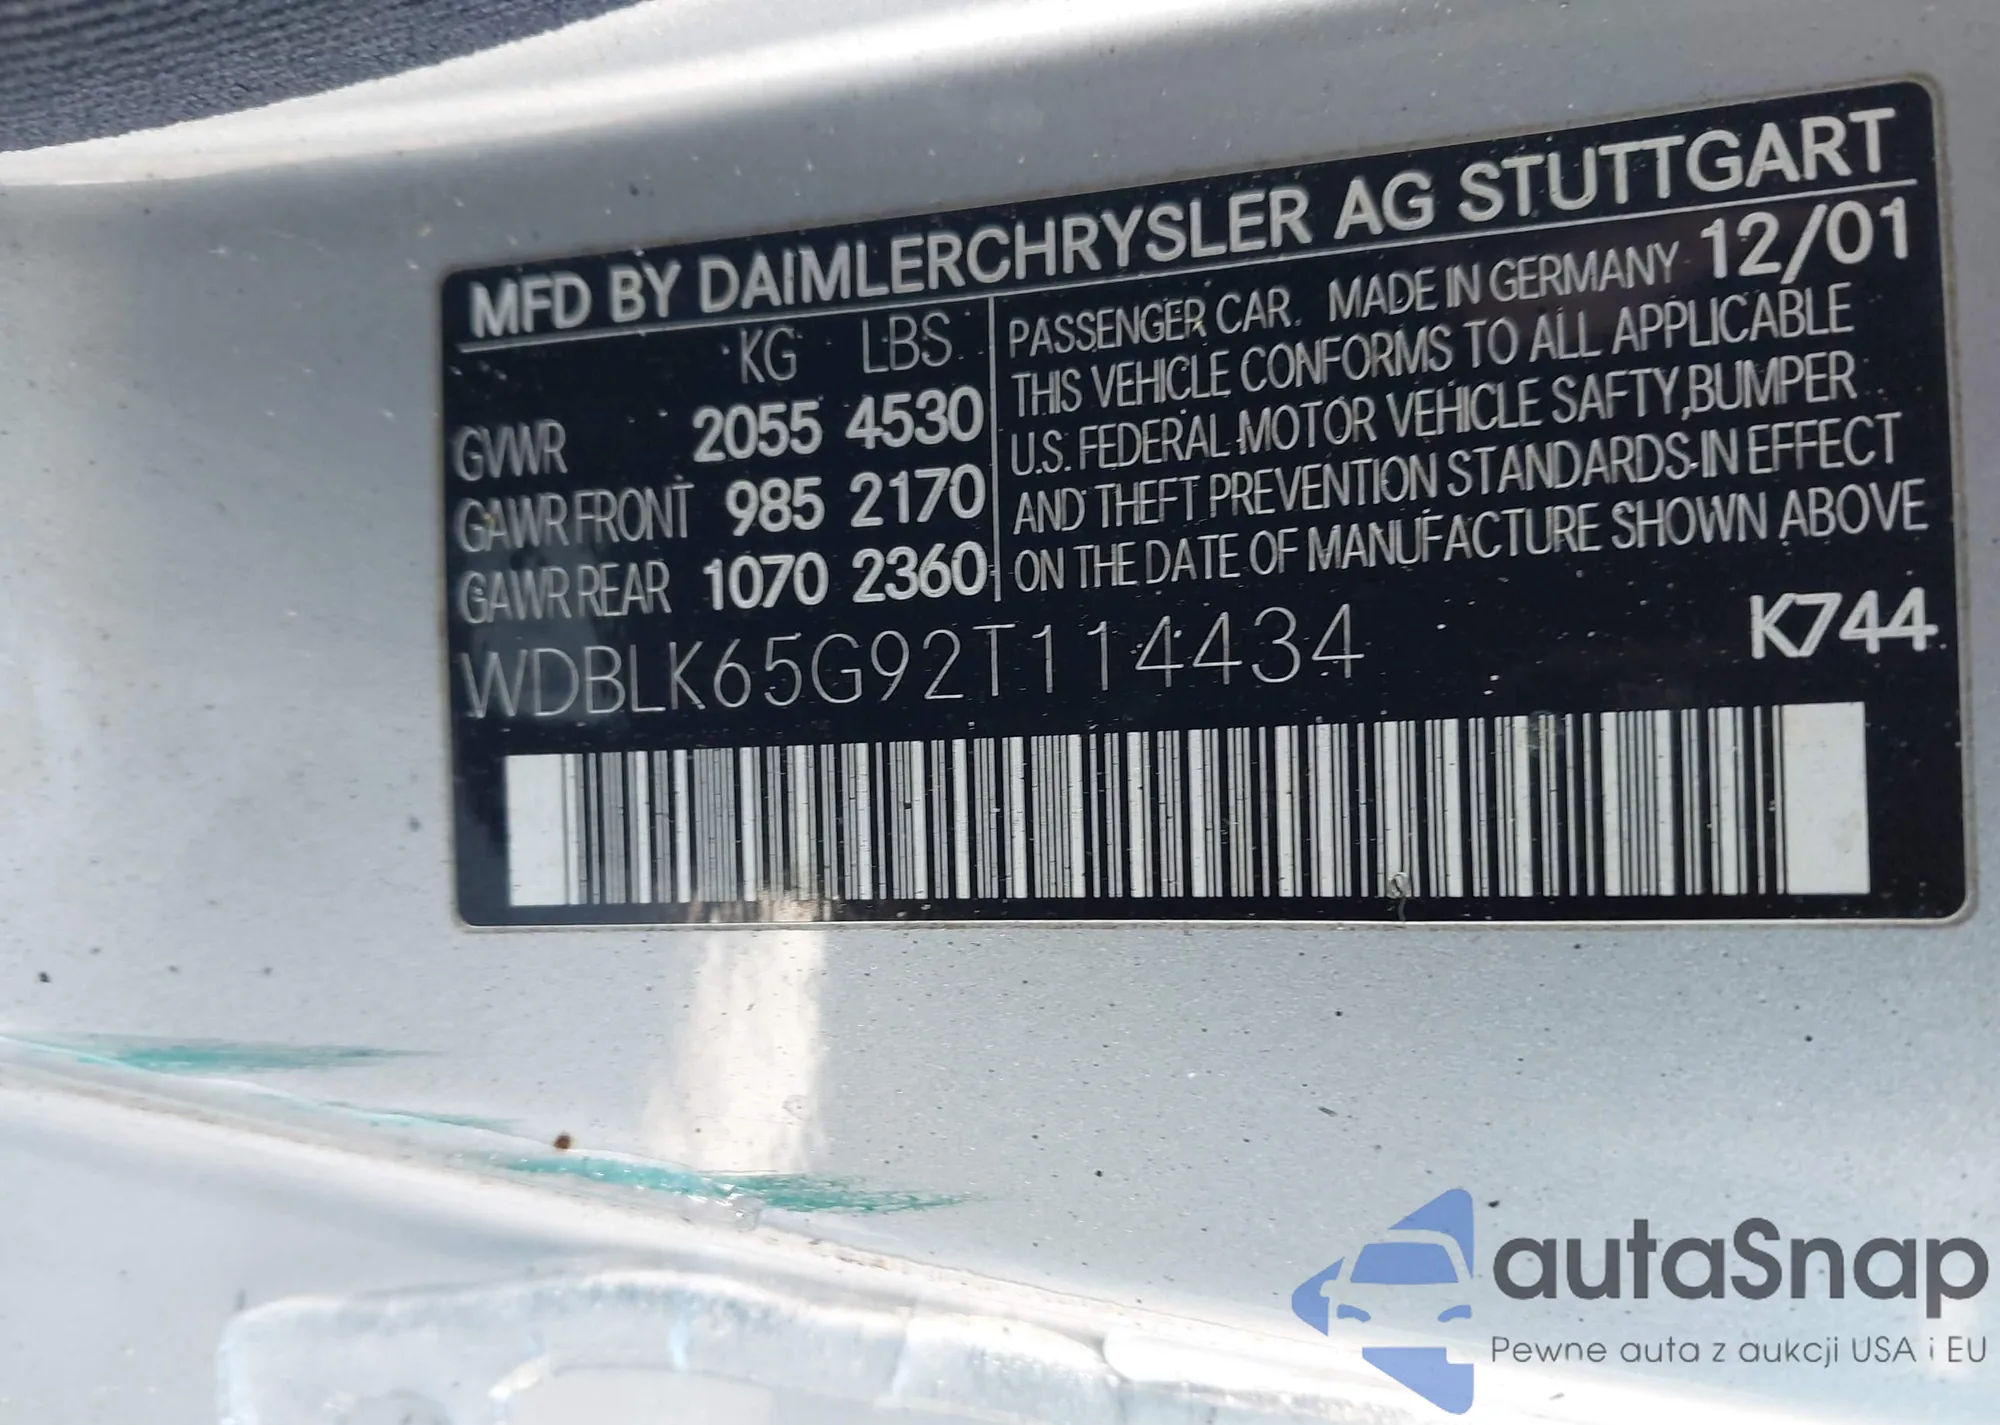 MFD BY DAIMLERCHRYSLER AG STUTTGART
KG LBS
GVWR 2055 4530
GAWR FRONT 985 2170
GAWR REAR 1070 2360
PASSENGER CAR. MADE IN GERMANY 12/01
THIS VEHICLE CONFORMS TO ALL APPLICABLE
U.S. FEDERAL MOTOR VEHICLE SAFTY,BUMPER
AND THEFT PREVENTION STANDARDS IN EFFECT
ON THE DATE OF MANUFACTURE SHOWN ABOVE
WDBLK65G92T114434
K744
autaSnap
Pewne auta z aukcji USA i EU